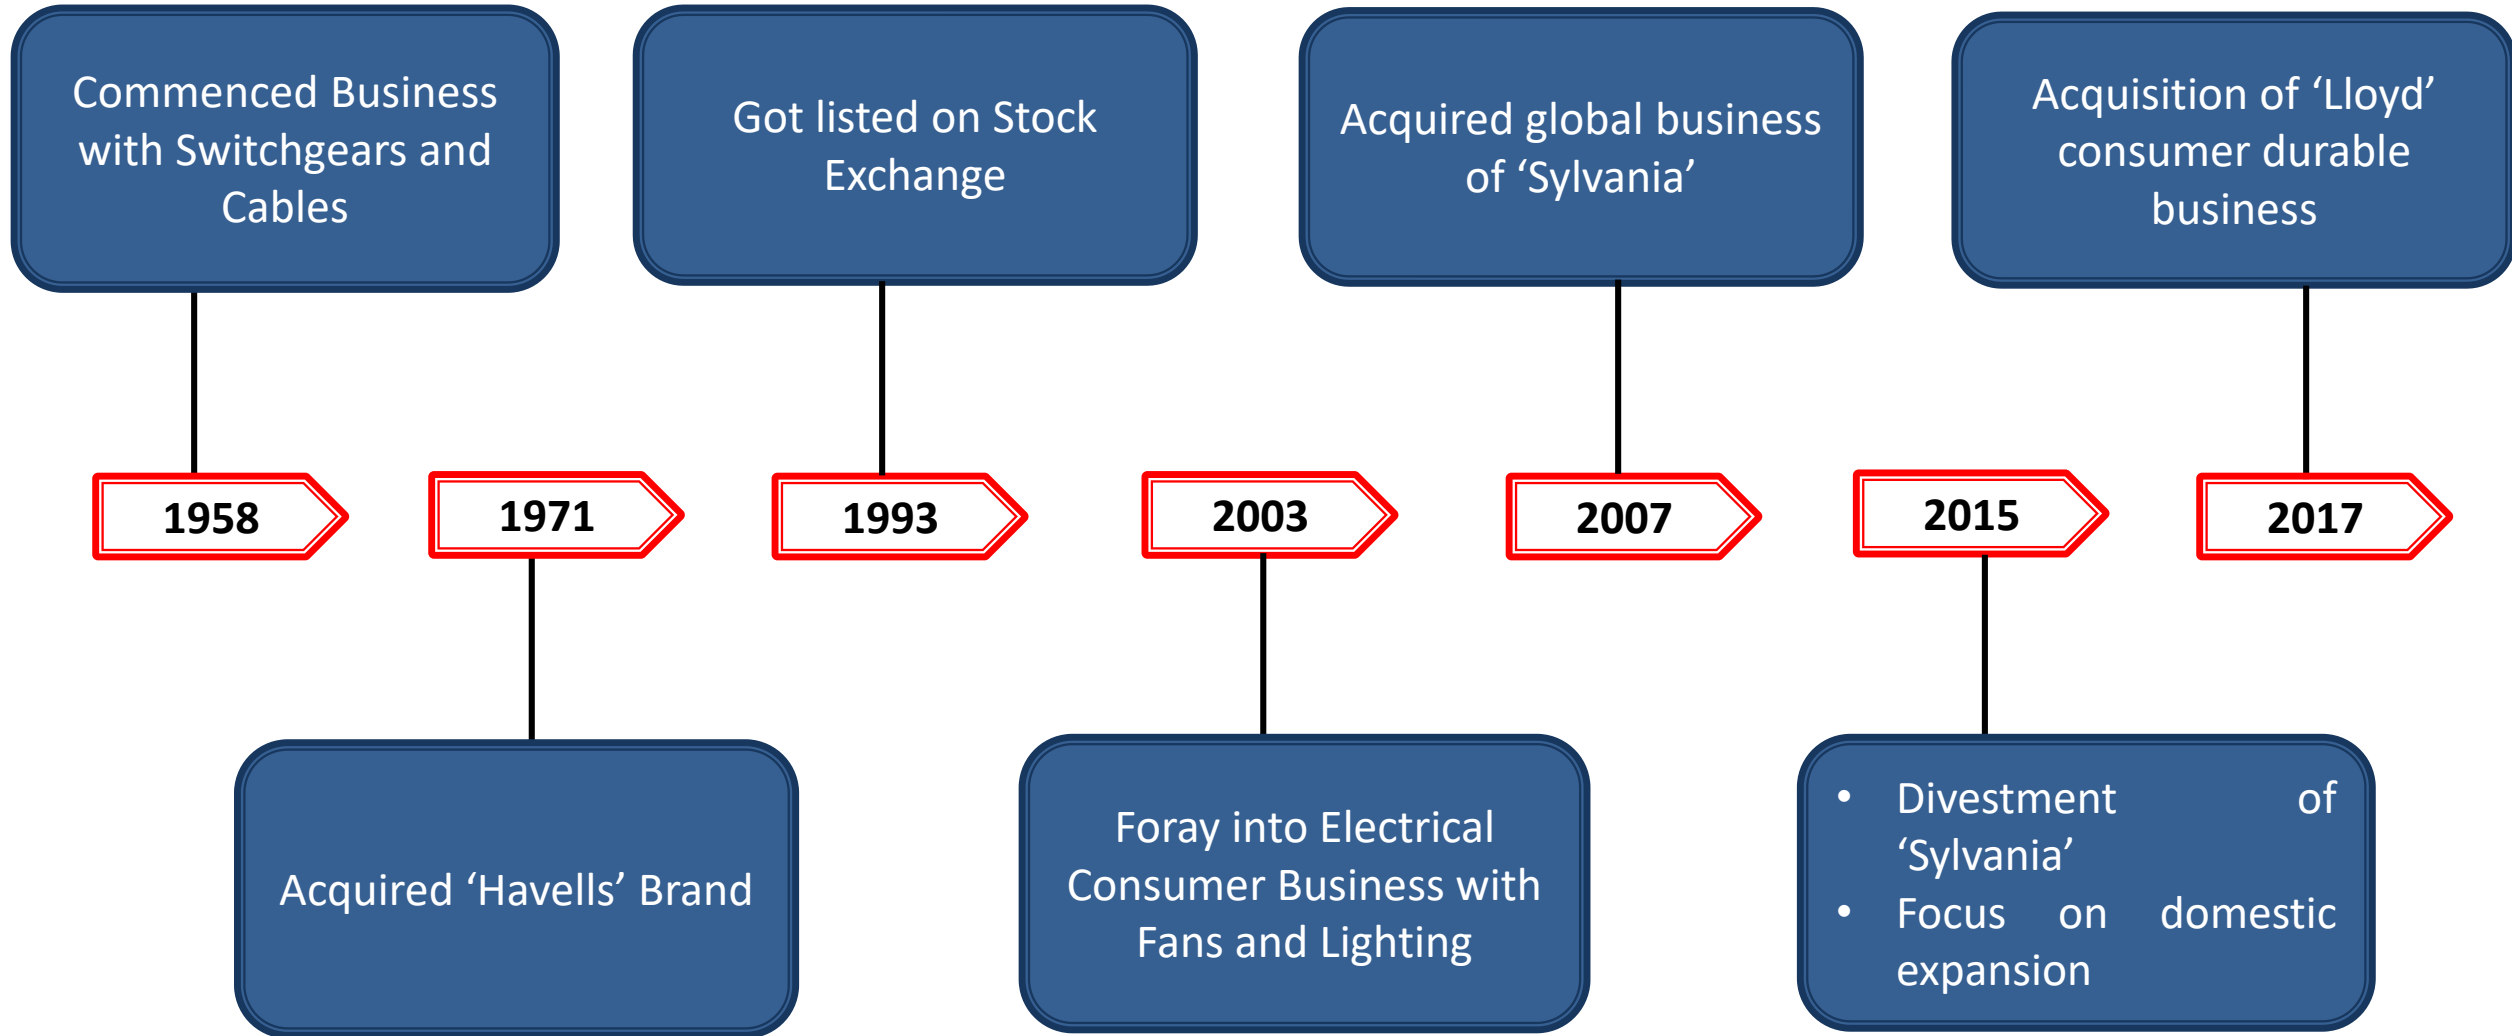 Commenced Business
with Switchgears and
Cables
Got listed on Stock
Exchange
Acquired global business
of ‘Sylvania’
Acquisition of ‘Lloyd’
consumer durable
business
1958
1971
1993
2003
2007
2015
2017
Acquired ‘Havells’ Brand
Foray into Electrical
Consumer Business with
Fans and Lighting
• Divestment of
‘Sylvania’
• Focus on domestic
expansion